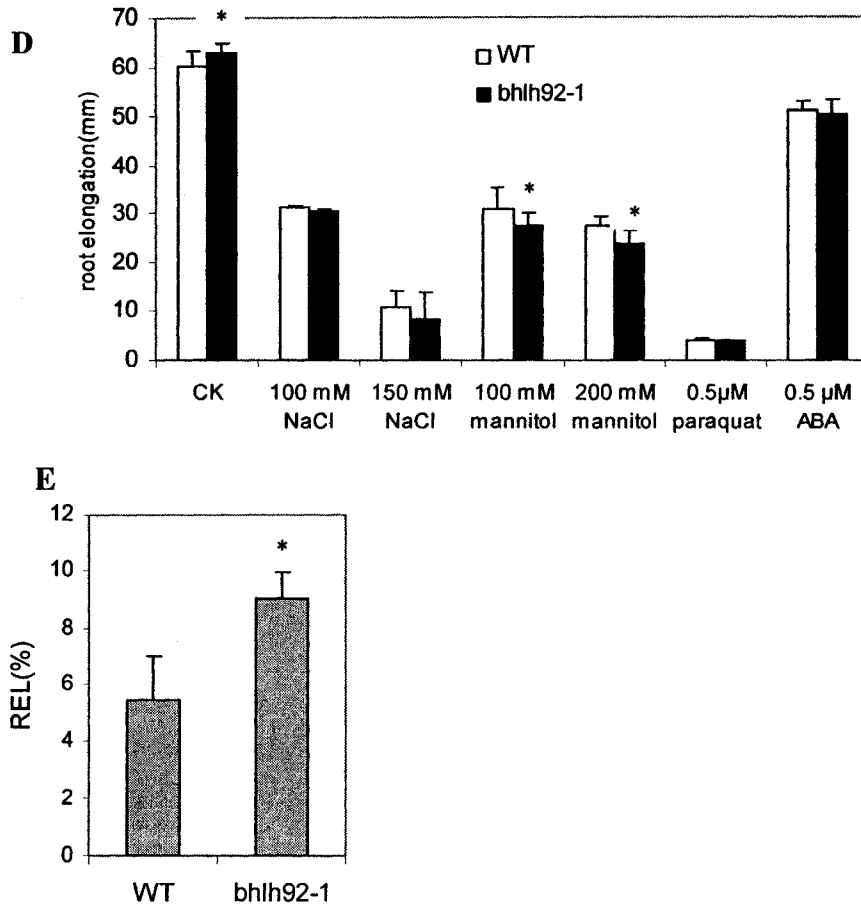 D
root elongation(mm)
70
60
50
40
30
20
10
0
*
*
*
WT
bhlh92-1
CK
100 mM NaCl
150 mM NaCl
100 mM mannitol
200 mM mannitol
0.5µM paraquat
0.5 µM ABA
E
REL(%)
12
10
8
6
4
2
0
*
WT
bhlh92-1